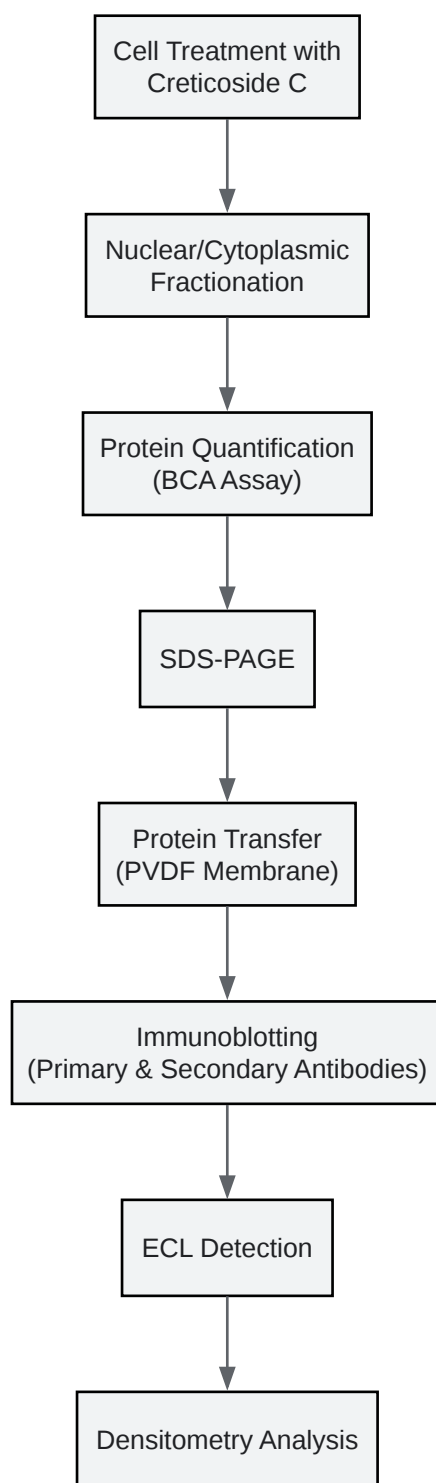 Cell Treatment with
Creticoside C
Nuclear/Cytoplasmic
Fractionation
Protein Quantification
(BCA Assay)
SDS-PAGE
Protein Transfer
(PVDF Membrane)
Immunoblotting
(Primary & Secondary Antibodies)
ECL Detection
Densitometry Analysis